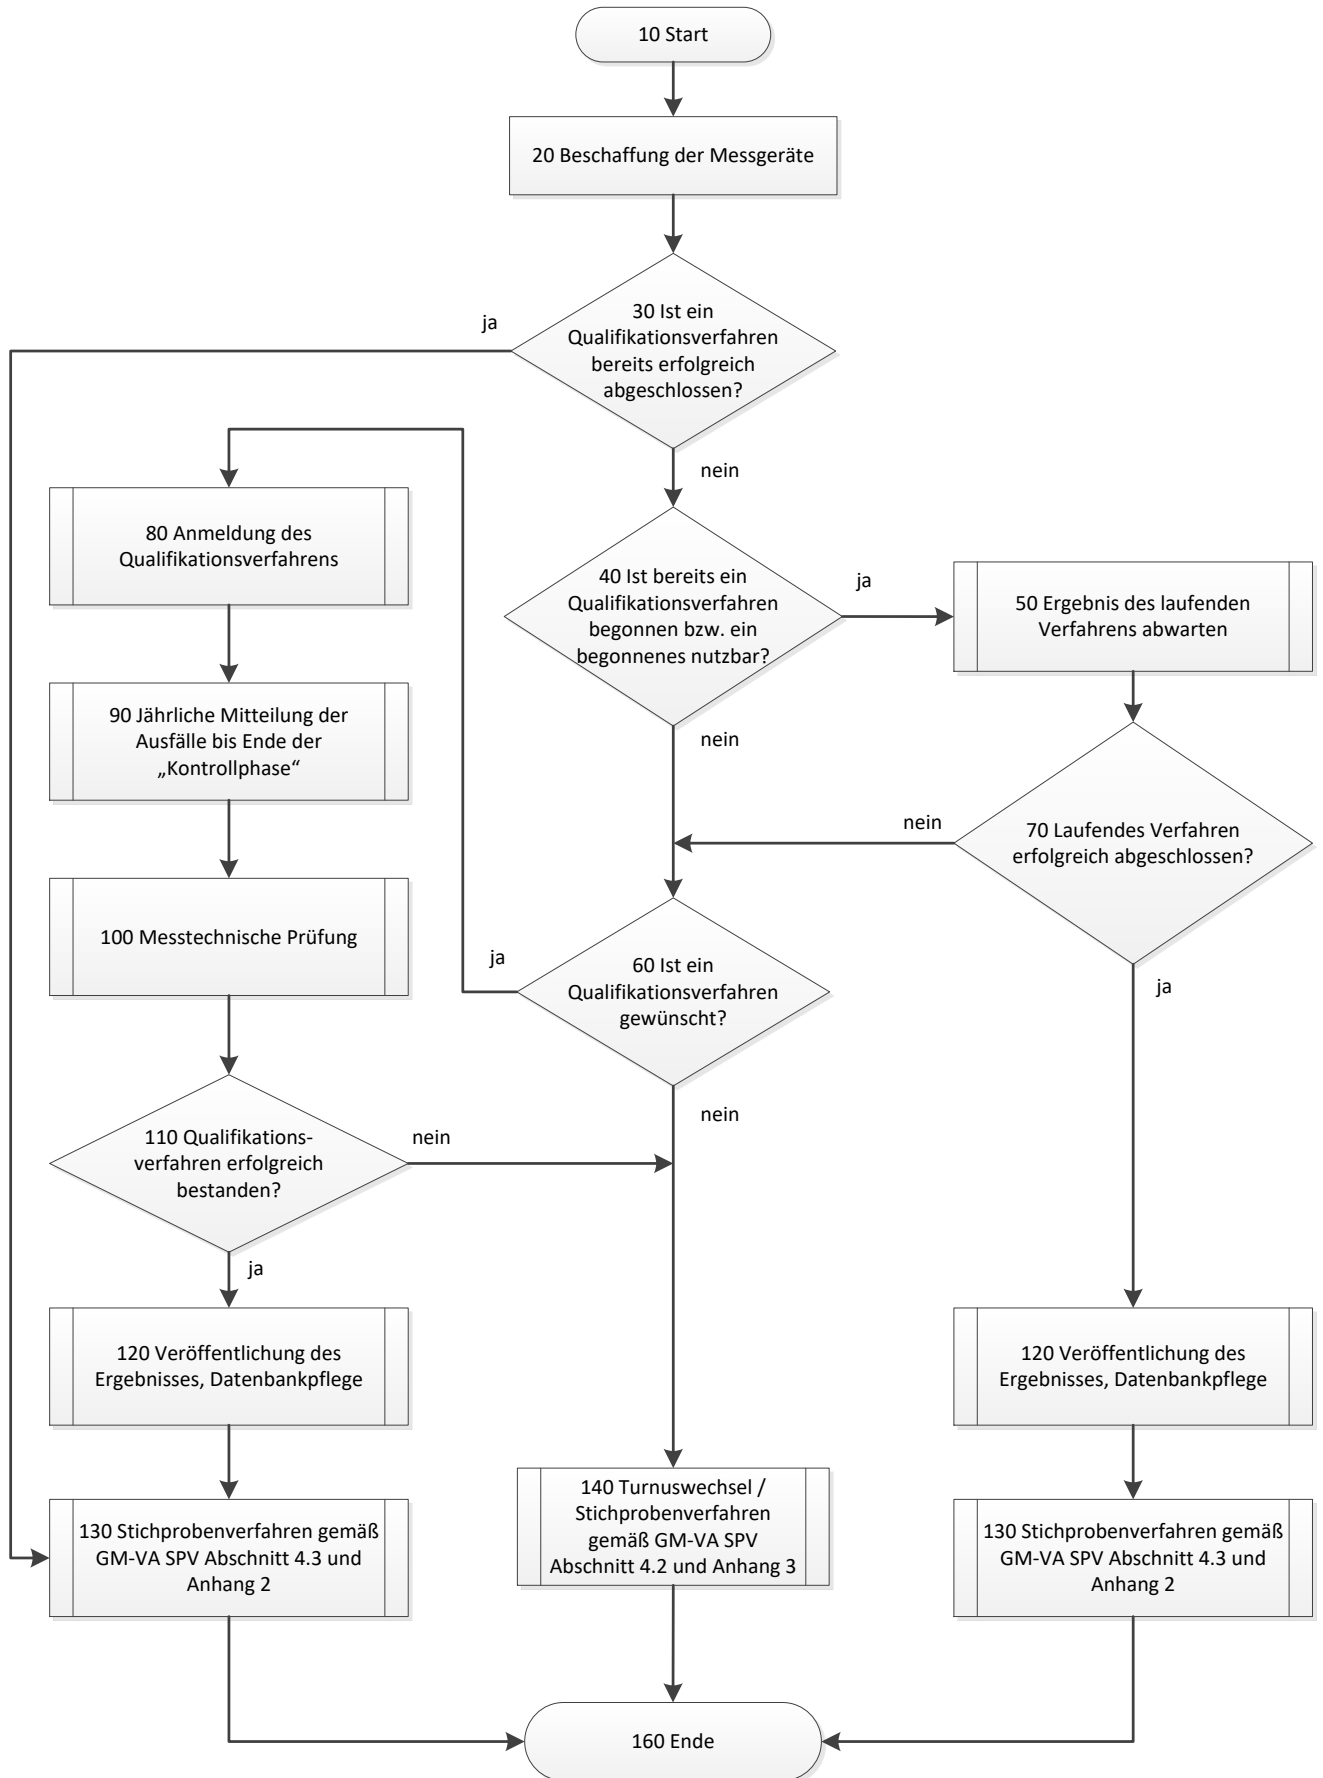 10 Start
20 Beschaffung der Messgeräte
30 Ist ein
Qualifikationsverfahren
bereits erfolgreich
abgeschlossen?
ja
nein
80 Anmeldung des
Qualifikationsverfahrens
40 Ist bereits ein
Qualifikationsverfahren
begonnen bzw. ein
begonnenes nutzbar?
ja
nein
50 Ergebnis des laufenden
Verfahrens abwarten
90 Jährliche Mitteilung der
Ausfälle bis Ende der
„Kontrollphase“
70 Laufendes Verfahren
erfolgreich abgeschlossen?
nein
ja
100 Messtechnische Prüfung
60 Ist ein
Qualifikationsverfahren
gewünscht?
ja
nein
110 Qualifikations-
verfahren erfolgreich
bestanden?
nein
ja
120 Veröffentlichung des
Ergebnisses, Datenbankpflege
120 Veröffentlichung des
Ergebnisses, Datenbankpflege
130 Stichprobenverfahren gemäß
GM-VA SPV Abschnitt 4.3 und
Anhang 2
140 Turnuswechsel /
Stichprobenverfahren
gemäß GM-VA SPV
Abschnitt 4.2 und Anhang 3
130 Stichprobenverfahren gemäß
GM-VA SPV Abschnitt 4.3 und
Anhang 2
160 Ende